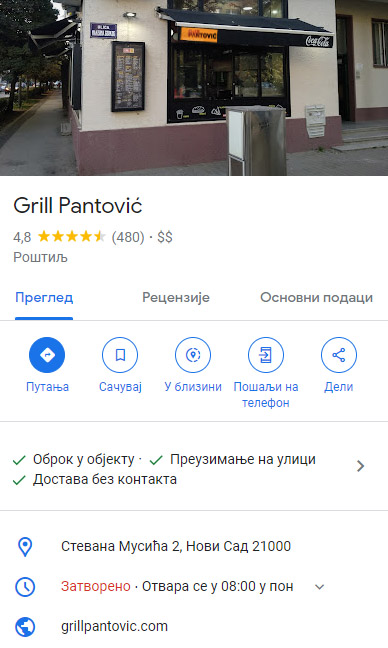 PANTOVIĆ
Coca-Cola
Grill Pantović
4,8 (480) · $$
Роштиљ
Преглед
Рецензије
Основни подаци
Путања
Сачувај
У близини
Пошаљи на телефон
Дели
Оброк у објекту · Преузимање на улици
Достава без контакта
Стевана Мусића 2, Нови Сад 21000
Затворено · Отвара се у 08:00 у пон
grillpantovic.com